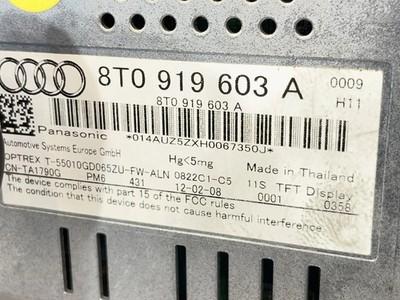 8T0 919 603 A 0009
8T0 919 603 A H11
Panasonic *014AUZ5ZXH0067350J*
Automotive Systems Europe GmbH Hg<5mg Made in Thailand
OPTREX T-55010GD065ZU-FW-ALN 0822C1-C5 11S TFT Display
CN-TA1790G PM6 431 12-02-08 0001 0358
The device complies with part 15 of the FCC rules
The condition that this device does not cause harmful interference.